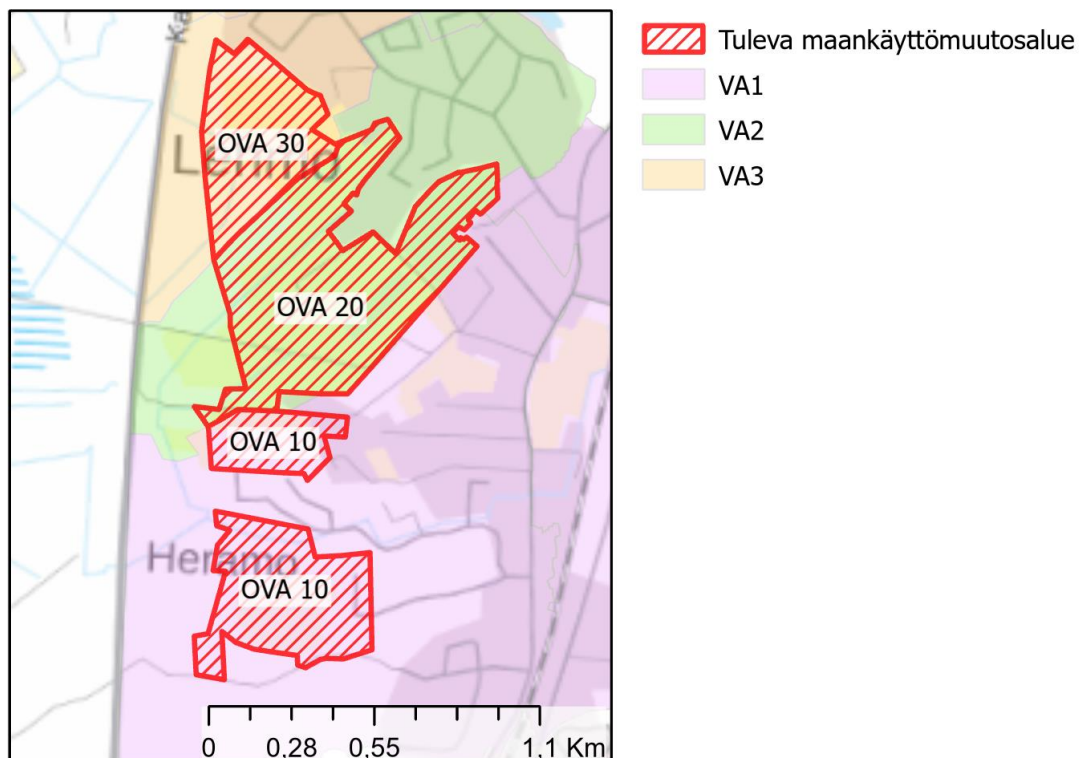 Tuleva maankäyttömuutosalue
VA1
VA2
VA3
OVA 30
OVA 20
OVA 10
OVA 10
0 0,28 0,55 1,1 Km